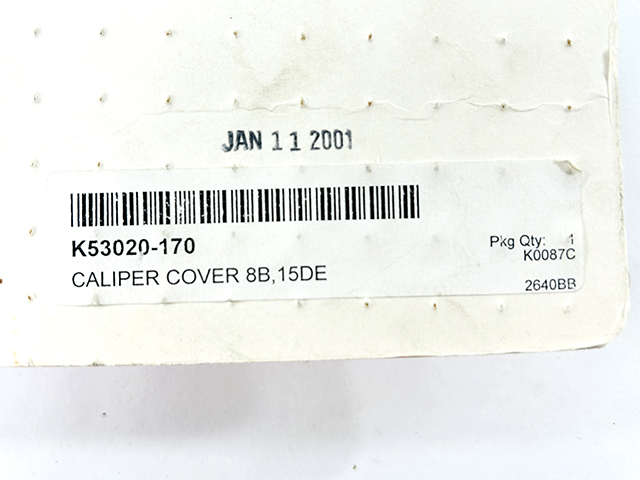 JAN 11 2001
K53020-170
Pkg Qty: 1
K0087C
CALIPER COVER 8B,15DE
2640BB